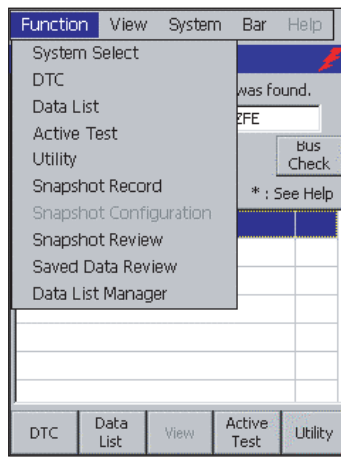 Function View System Bar Help
System Select
DTC
was found.
Data List
2FE
Active Test
Bus
Check
Utility
Snapshot Record
* : See Help
Snapshot Configuration
Snapshot Review
Saved Data Review
Data List Manager
DTC Data List View Active Test Utility